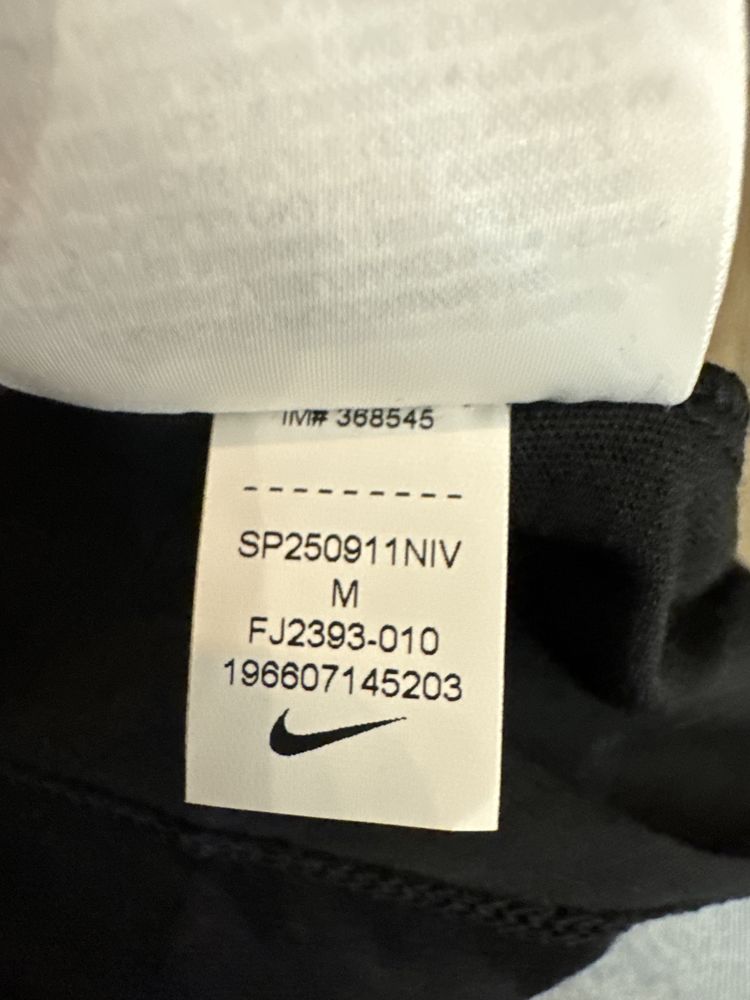 IM# 368545
---------
SP250911NIV
M
FJ2393-010
196607145203